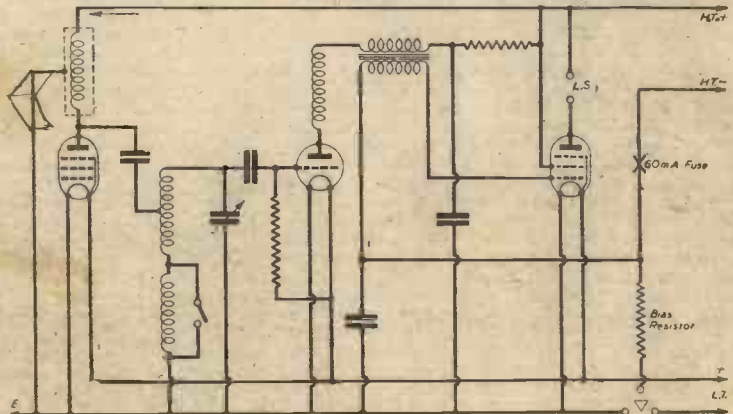 H.T.+
H.T.-
L.S.
60mA Fuse
Bias
Resistor
+
E
L.T.